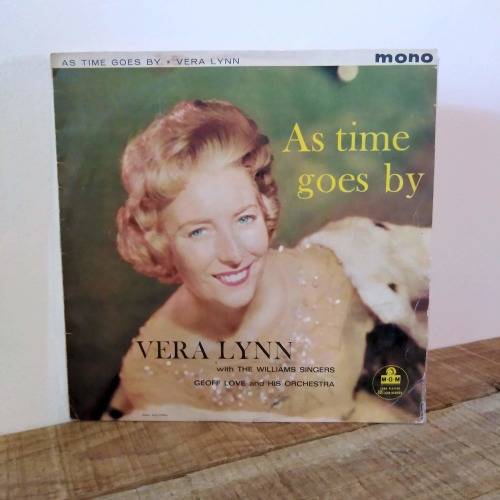 AS TIME GOES BY • VERA LYNN
mono
As time
goes by
VERA LYNN
with THE WILLIAMS SINGERS
GEOFF LOVE and HIS ORCHESTRA
M-G-M